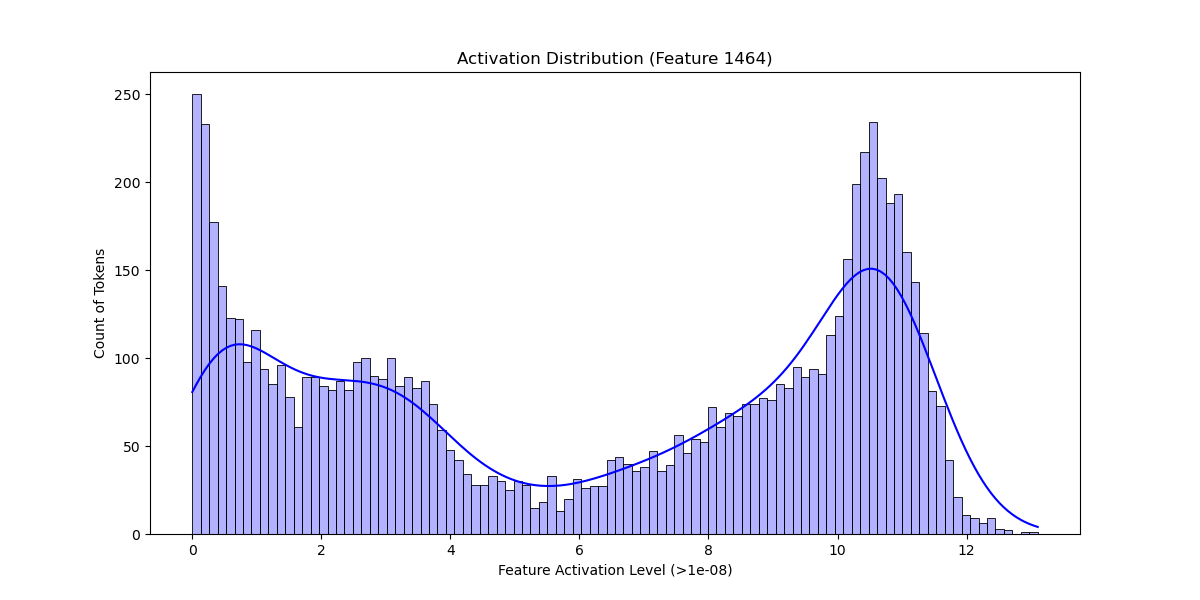 Activation Distribution (Feature 1464)
250
200
150
100
50
0
Count of Tokens
0 2 4 6 8 10 12
Feature Activation Level (>1e-08)